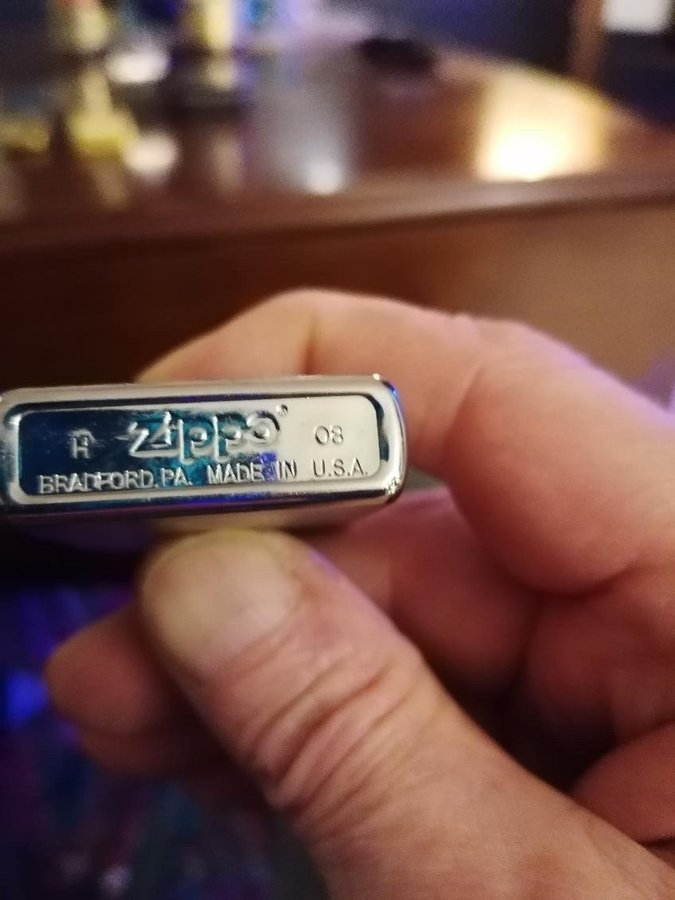 H Zippo® 08
BRADFORD, PA. MADE IN U.S.A.